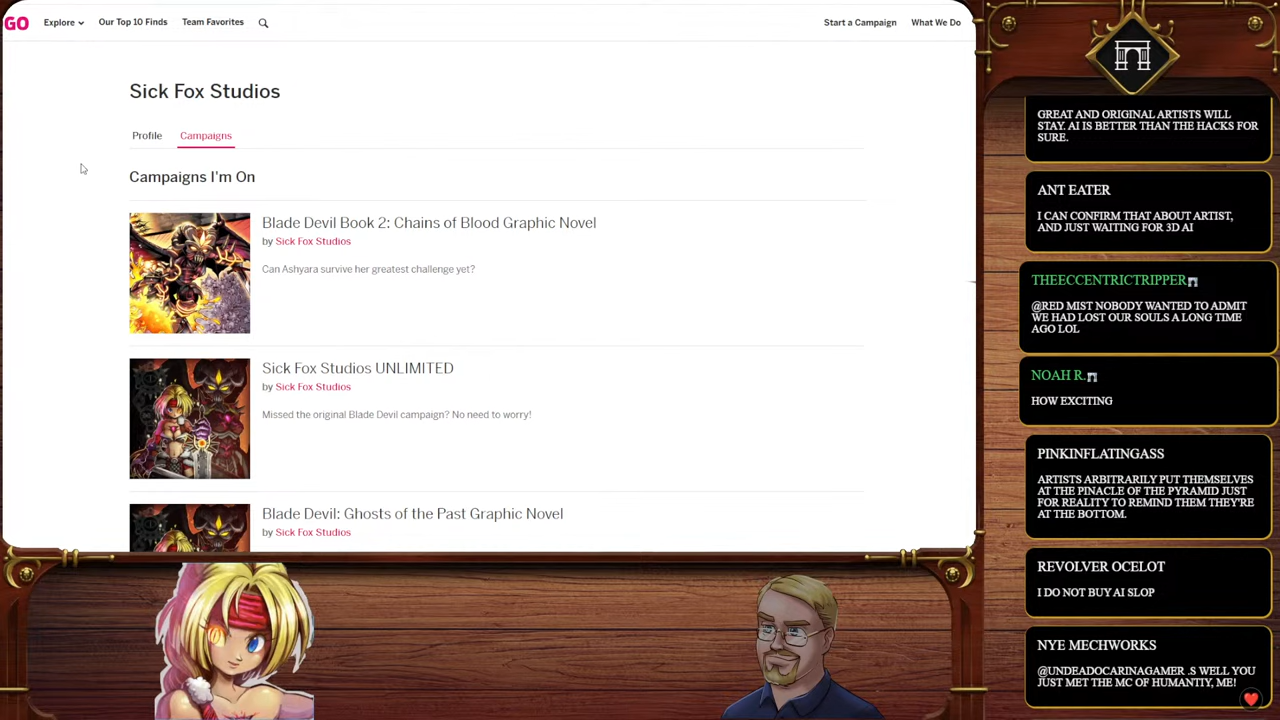 GO
Explore
Our Top 10 Finds
Team Favorites
Start a Campaign
What We Do
Sick Fox Studios
Profile
Campaigns
Campaigns I'm On
Blade Devil Book 2: Chains of Blood Graphic Novel
by Sick Fox Studios
Can Ashyara survive her greatest challenge yet?
Sick Fox Studios UNLIMITED
by Sick Fox Studios
Missed the original Blade Devil campaign? No need to worry!
Blade Devil: Ghosts of the Past Graphic Novel
by Sick Fox Studios
GREAT AND ORIGINAL ARTISTS WILL
STAY. AI IS BETTER THAN THE HACKS FOR
SURE.
ANT EATER
I CAN CONFIRM THAT ABOUT ARTIST,
AND JUST WAITING FOR 3D AI
THEECCENTRICTRIPPER
@RED MIST NOBODY WANTED TO ADMIT
WE HAD LOST OUR SOULS A LONG TIME
AGO LOL
NOAH R.
HOW EXCITING
PINKINFLATINGASS
ARTISTS ARBITRARILY PUT THEMSELVES
AT THE PINACLE OF THE PYRAMID JUST
FOR REALITY TO REMIND THEM THEY'RE
AT THE BOTTOM.
REVOLVER OCELOT
I DO NOT BUY AI SLOP
NYE MECHWORKS
@UNDEADOCARINAGAMER .S WELL YOU
JUST MET THE MC OF HUMANTIY, ME!